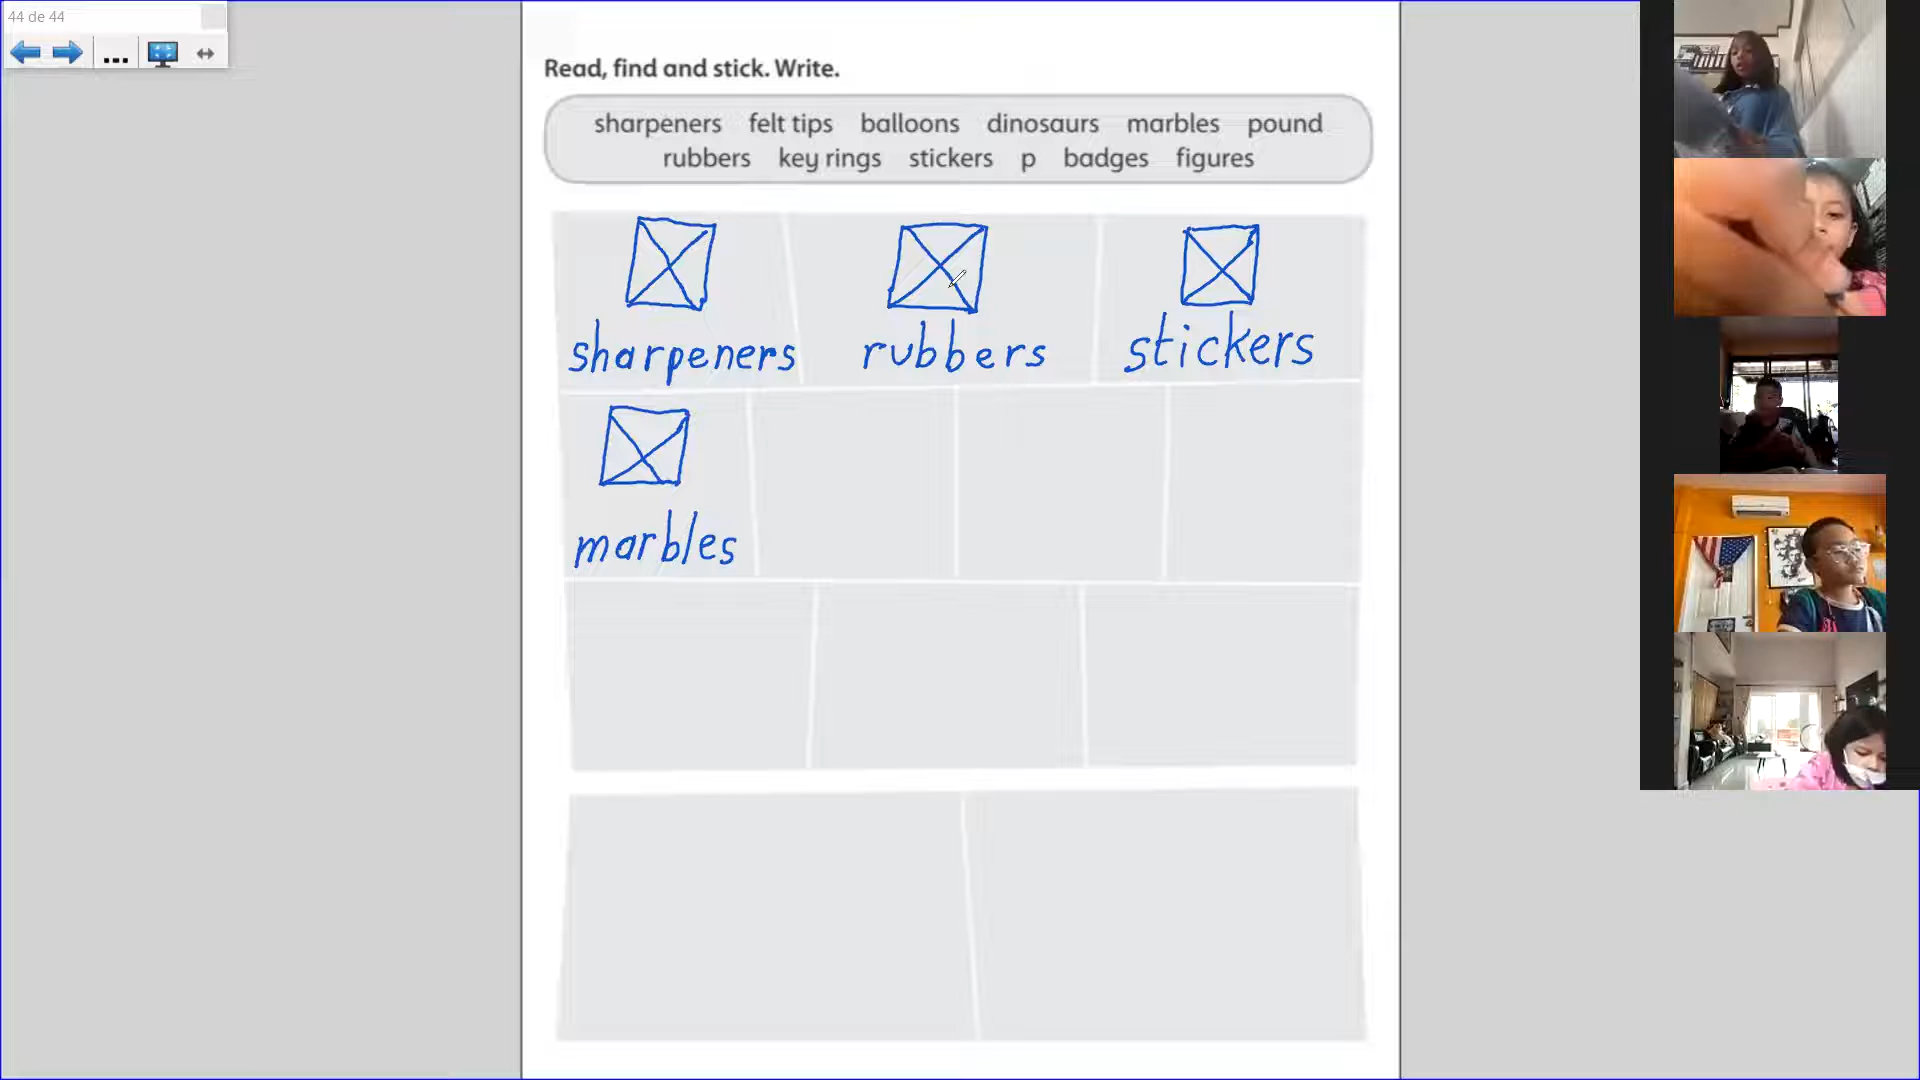 44 de 44
...
Read, find and stick. Write.
sharpeners felt tips balloons dinosaurs marbles pound
rubbers key rings stickers p badges figures
sharpeners rubbers stickers
marbles